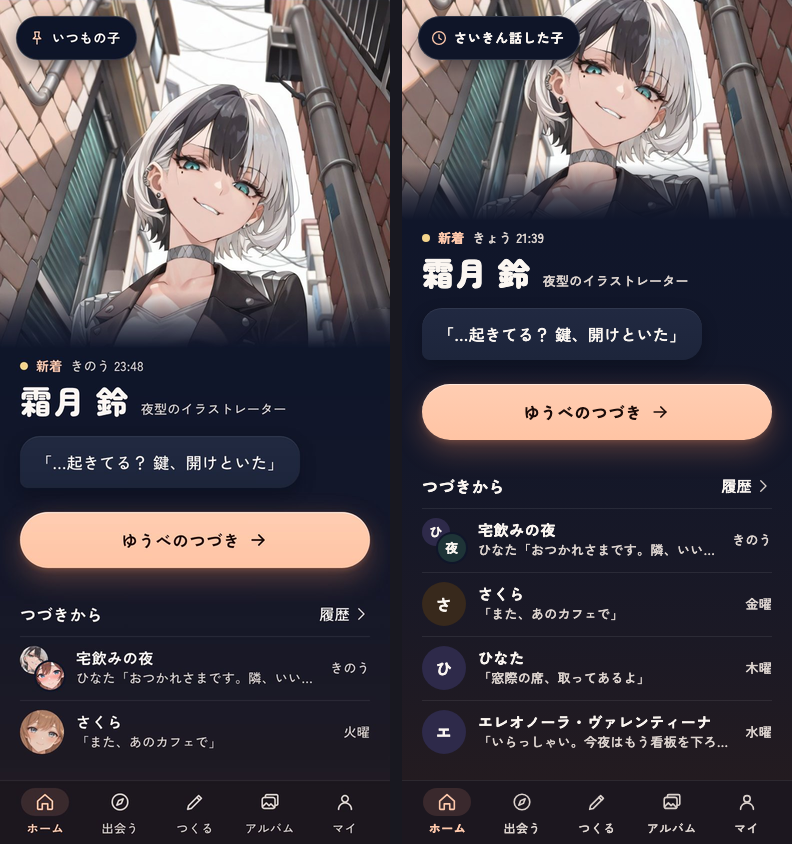 いつもの子
新着 きのう 23:48
霜月 鈴 夜型のイラストレーター
「…起きてる？ 鍵、開けといた」
ゆうべのつづき →
つづきから 履歴
宅飲みの夜
ひなた「おつかれさまです。隣、いい… きのう
さくら
「また、あのカフェで」 火曜
ホーム 出会う つくる アルバム マイ
さいきん話した子
新着 きょう 21:39
霜月 鈴 夜型のイラストレーター
「…起きてる？ 鍵、開けといた」
ゆうべのつづき →
つづきから 履歴
ひ 夜 宅飲みの夜
ひなた「おつかれさまです。隣、いい… きのう
さ さくら
「また、あのカフェで」 金曜
ひ ひなた
「窓際の席、取ってあるよ」 木曜
エ エレオノーラ・ヴァレンティーナ
「いらっしゃい。今夜はもう看板を下ろ… 水曜
ホーム 出会う つくる アルバム マイ